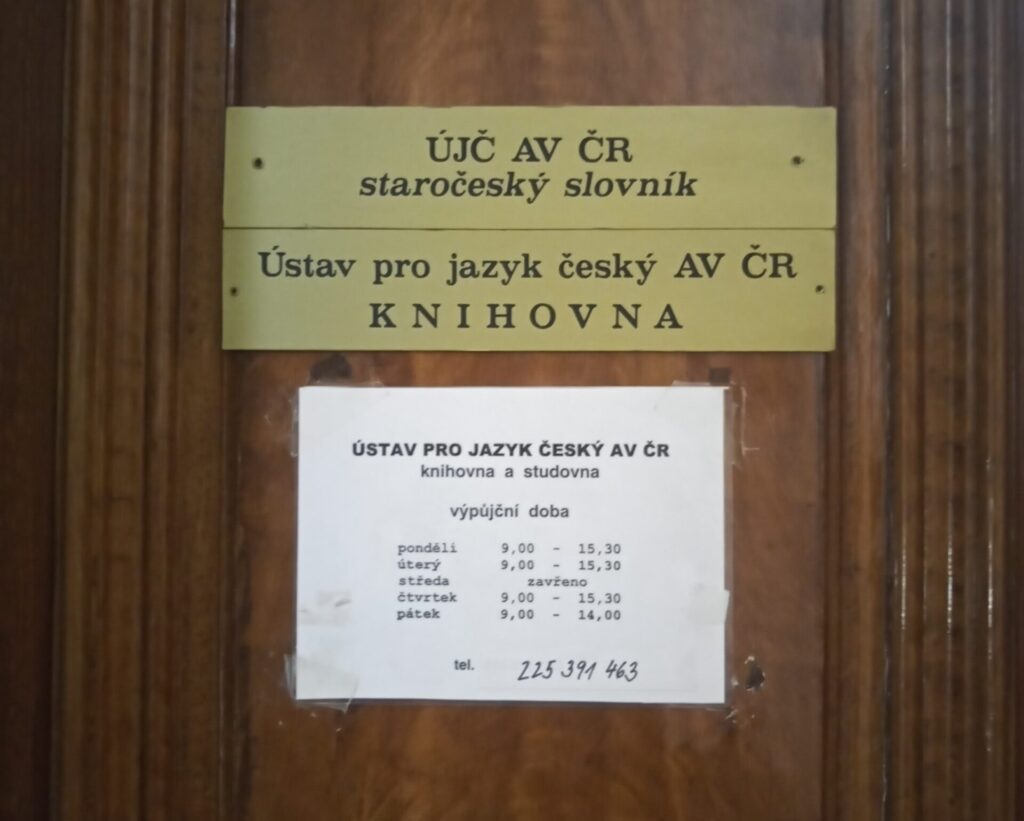 ÚJČ AV ČR
staročeský slovník
Ústav pro jazyk český AV ČR
KNIHOVNA
ÚSTAV PRO JAZYK ČESKÝ AV ČR
knihovna a studovna
výpůjční doba
pondělí 9,00 - 15,30
úterý 9,00 - 15,30
středa zavřeno
čtvrtek 9,00 - 15,30
pátek 9,00 - 14,00
tel. 225 391 463